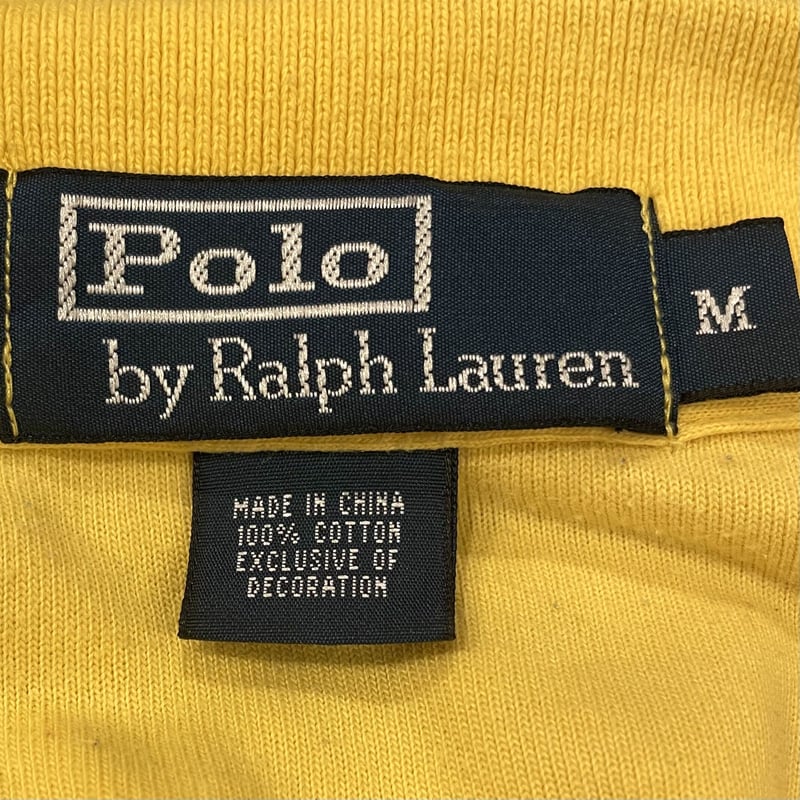 Polo
by Ralph Lauren
M
MADE IN CHINA
100% COTTON
EXCLUSIVE OF
DECORATION